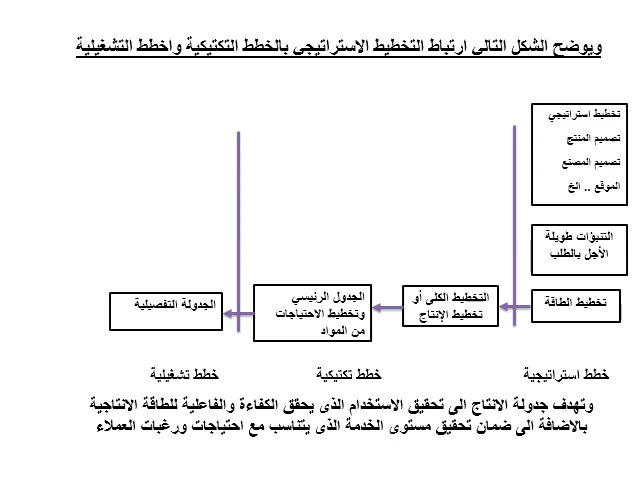 ويوضح الشكل التالى ارتباط التخطيط الاستراتيجى بالخطط التكتيكية واخطط التشغيلية
تخطيط استراتيجي
تصميم المنتج
تصميم المصنع
الموقع .. الخ
التنبؤات طويلة
الأجل بالطلب
تخطيط الطاقة
التخطيط الكلى أو
تخطيط الإنتاج
الجدول الرئيسي
وتخطيط الاحتياجات
من المواد
الجدولة التفصيلية
خطط استراتيجية
خطط تكتيكية
خطط تشغيلية
وتهدف جدولة الانتاج الى تحقيق الاستخدام الذى يحقق الكفاءة والفاعلية للطاقة الانتاجية
بالاضافة الى ضمان تحقيق مستوى الخدمة الذى يتناسب مع احتياجات ورغبات العملاء